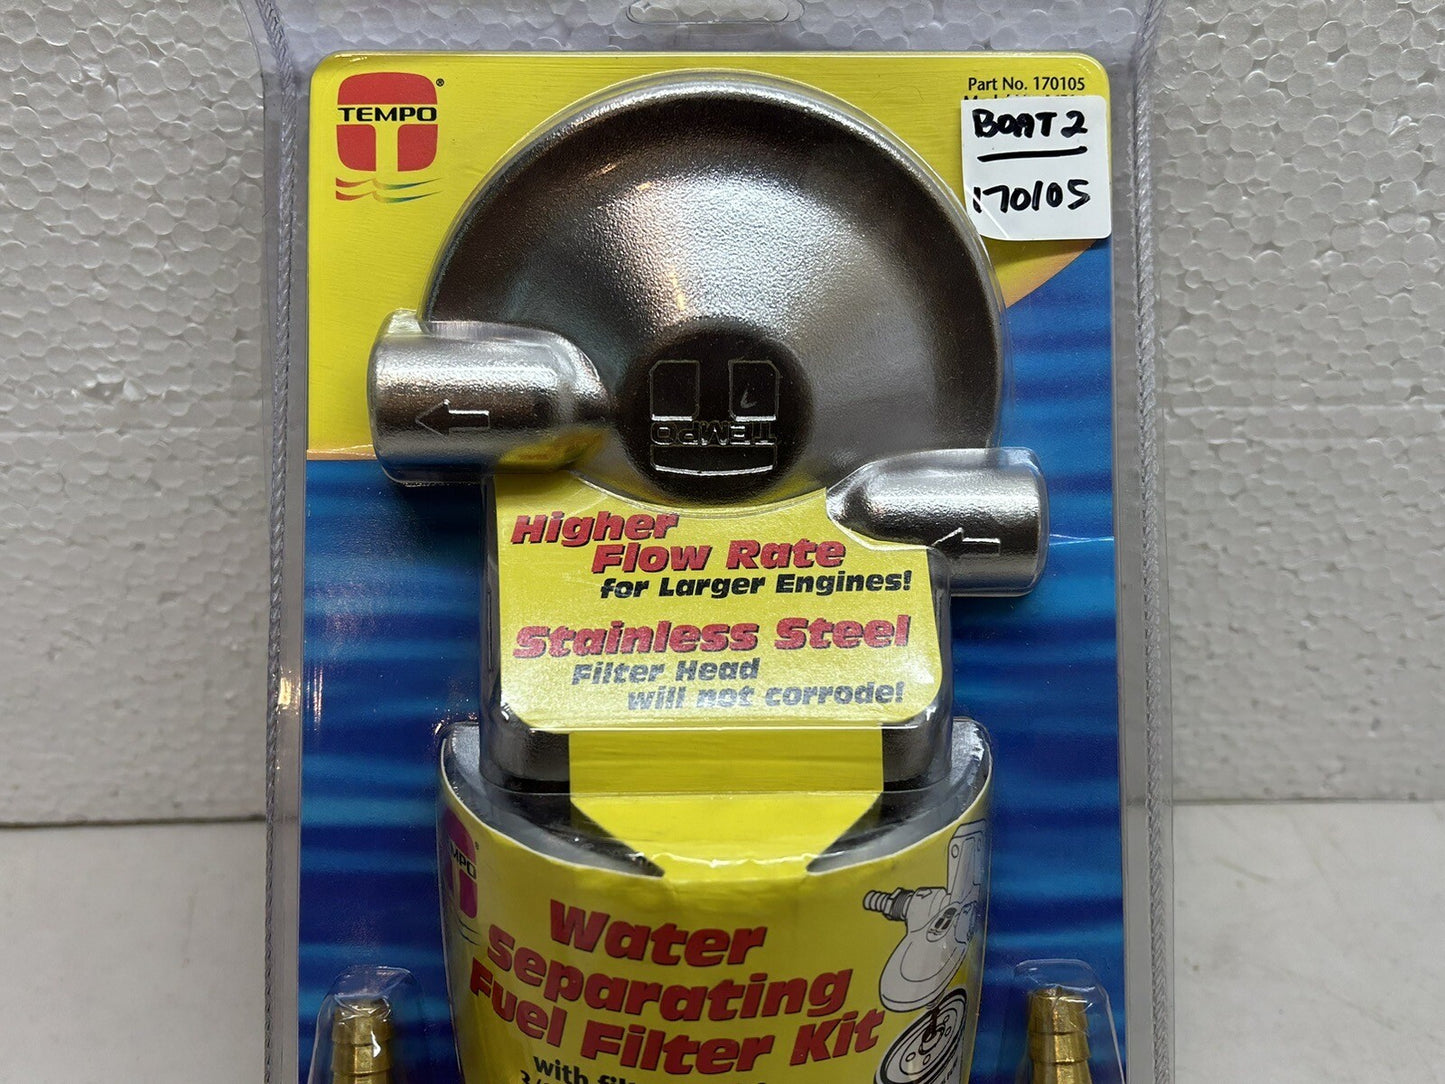 TEMPO
Part No. 170105
BOAT 2
170105
TEMPO
Higher
Flow Rate
for Larger Engines!
Stainless Steel
Filter Head
will not corrode!
Water
Separating
Fuel Filter Kit